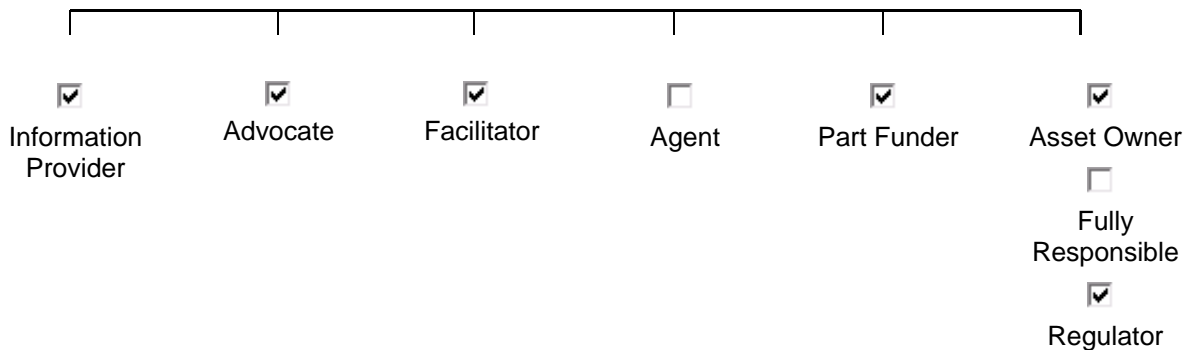 Information
Provider
Advocate
Facilitator
Agent
Part Funder
Asset Owner
Fully
Responsible
Regulator